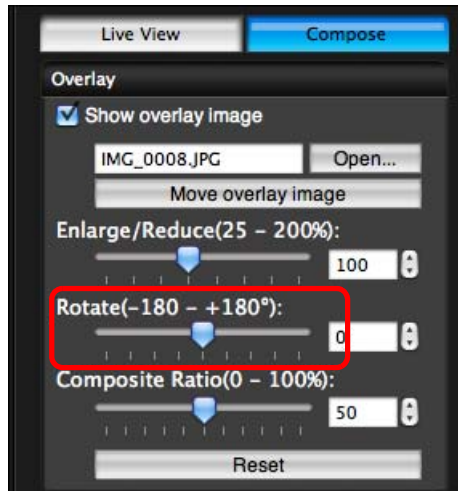 Live View Compose
Overlay
Show overlay image
IMG_0008.JPG Open...
Move overlay image
Enlarge/Reduce(25 – 200%):
100
Rotate(–180 – +180°):
0
Composite Ratio(0 – 100%):
50
Reset